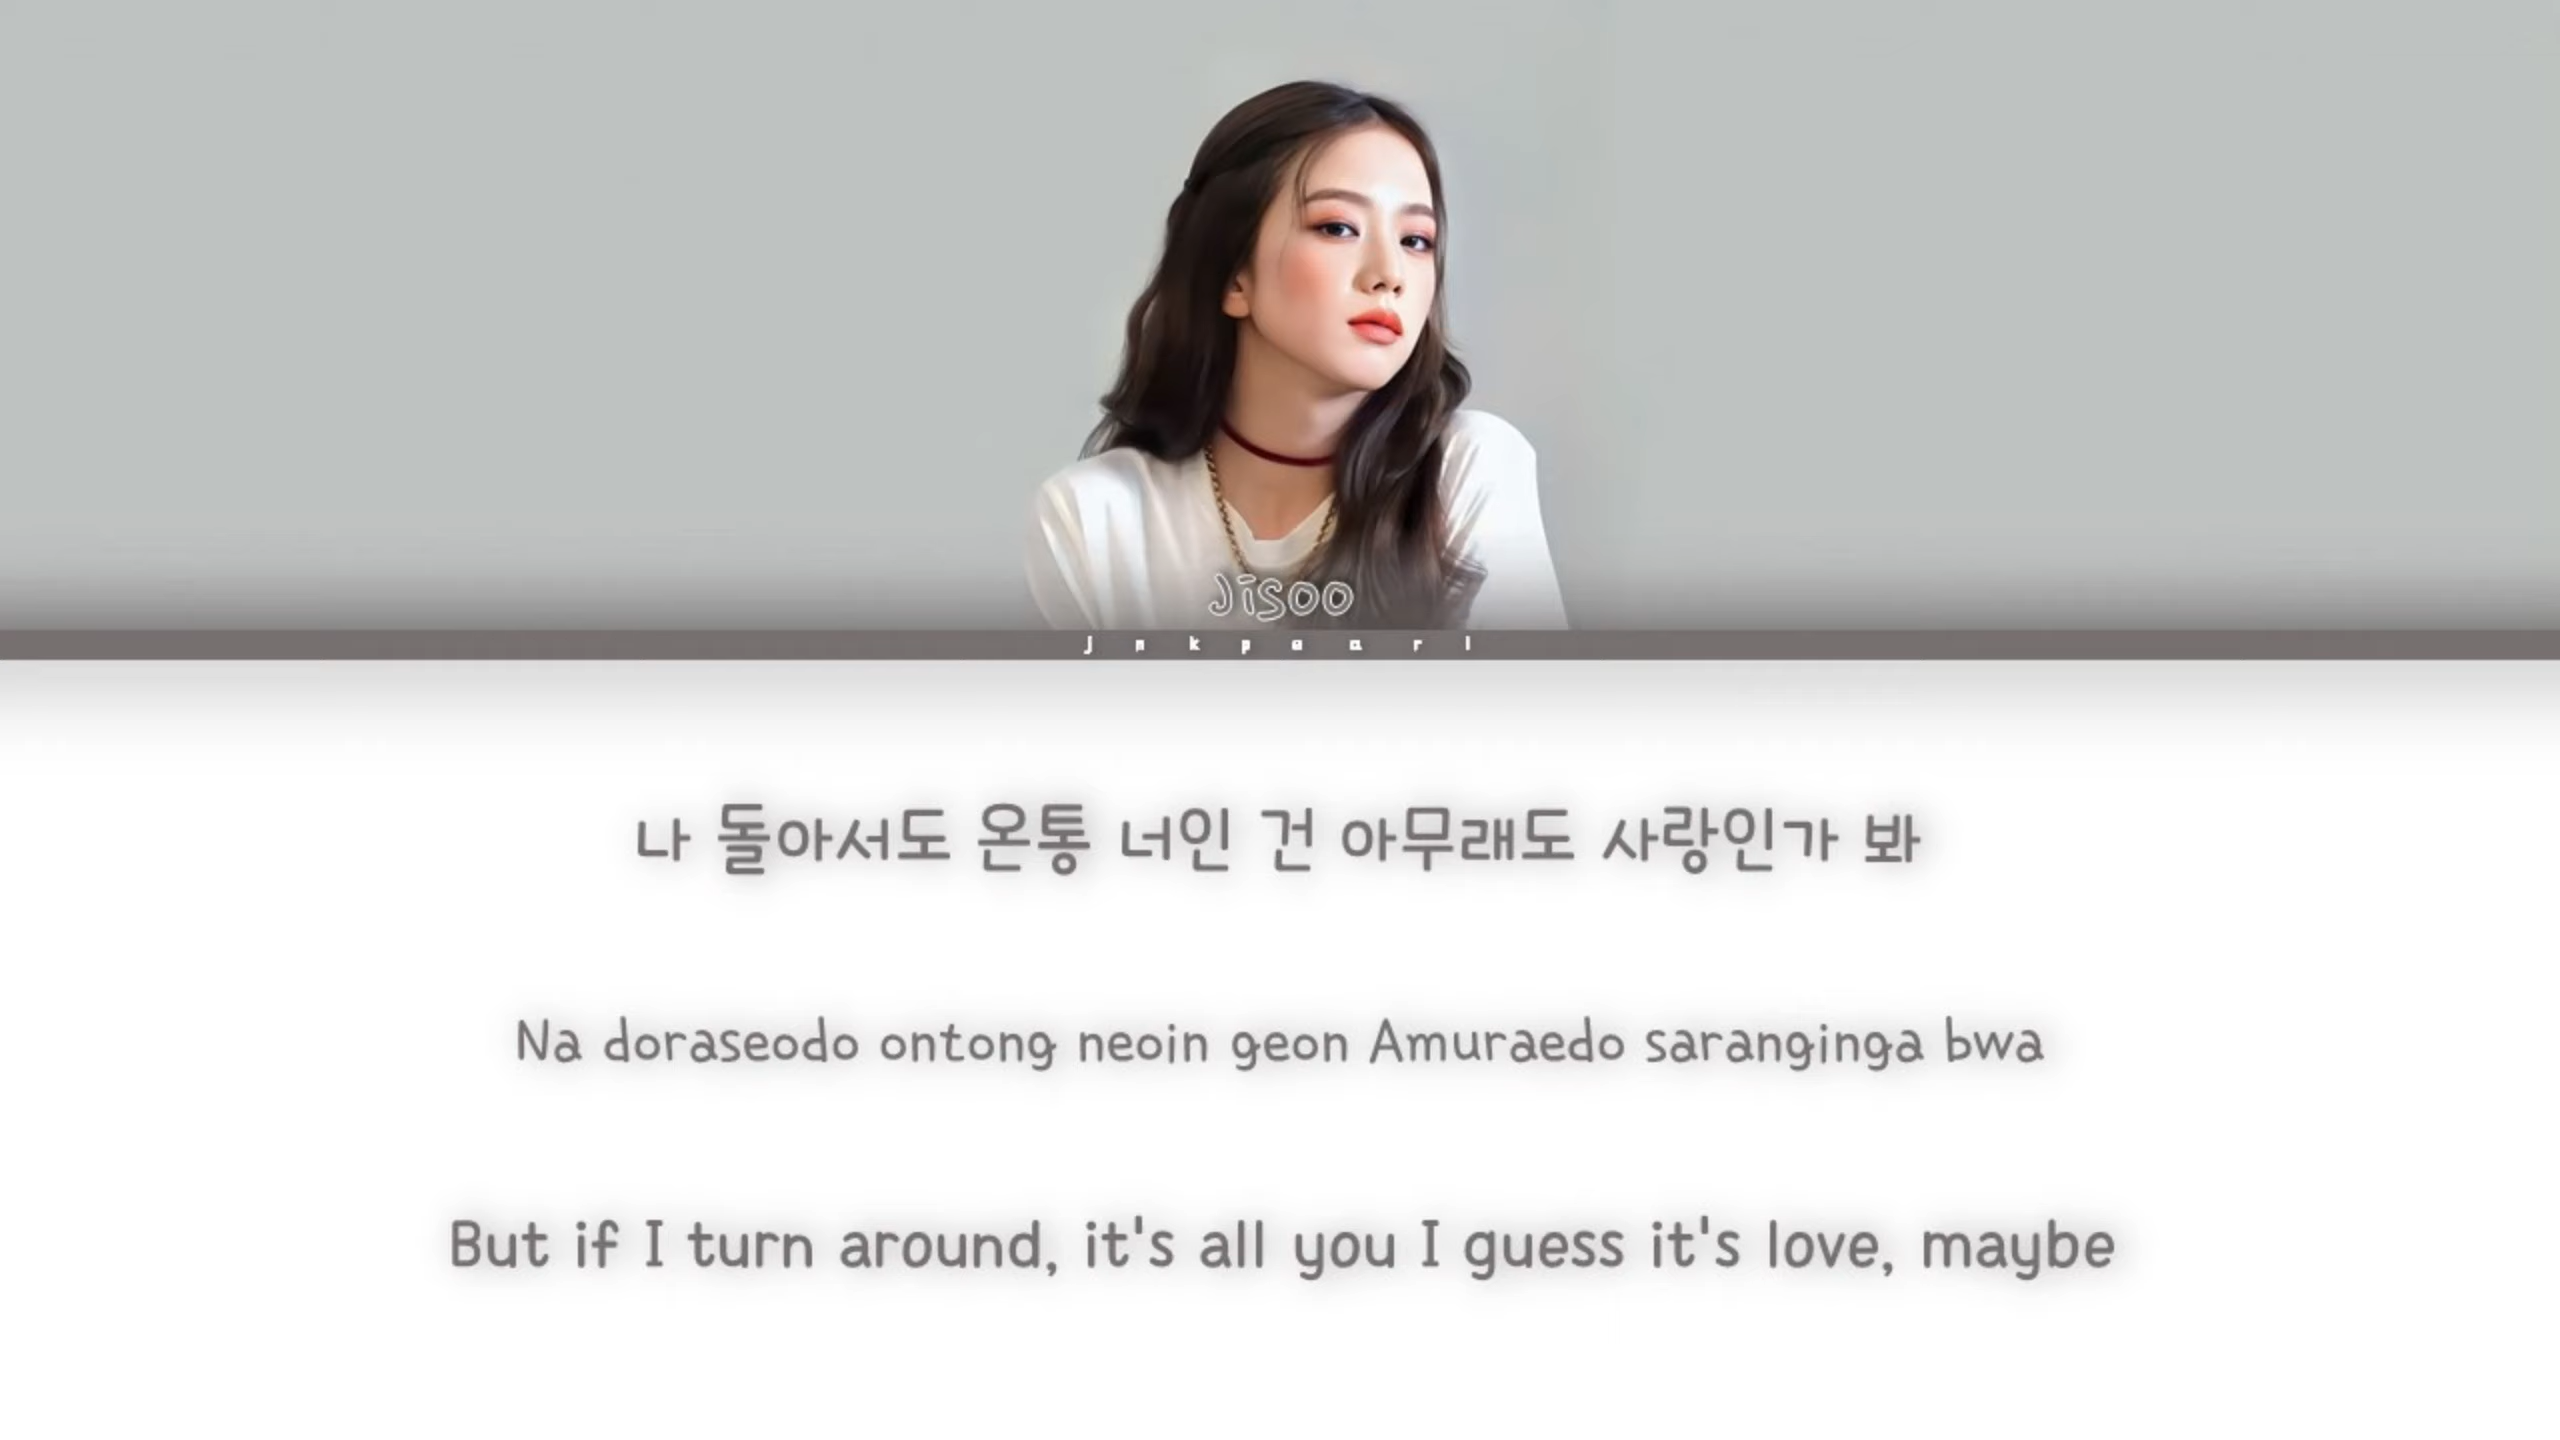 Jisoo
jnkpearl
나 돌아서도 온통 너인 건 아무래도 사랑인가 봐
Na doraseodo ontong neoin geon Amuraedo saranginga bwa
But if I turn around, it's all you I guess it's love, maybe